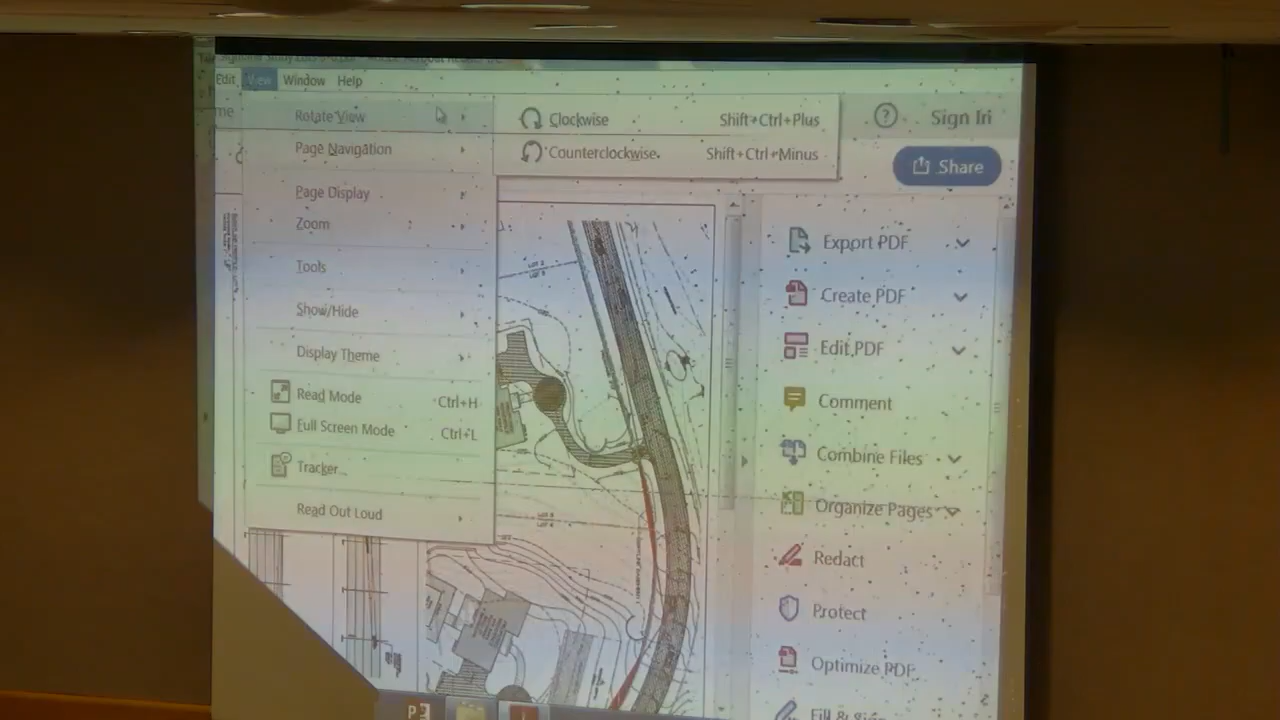 Edit View Window Help
Rotate View
Clockwise Shift+Ctrl+Plus
Counterclockwise Shift+Ctrl+Minus
Page Navigation
Page Display
Zoom
Tools
Show/Hide
Display Theme
Read Mode Ctrl+H
Full Screen Mode Ctrl+L
Tracker...
Read Out Loud
? Sign In
Share
Export PDF
Create PDF
Edit PDF
Comment
Combine Files
Organize Pages
Redact
Protect
Optimize PDF
Fill & Sign